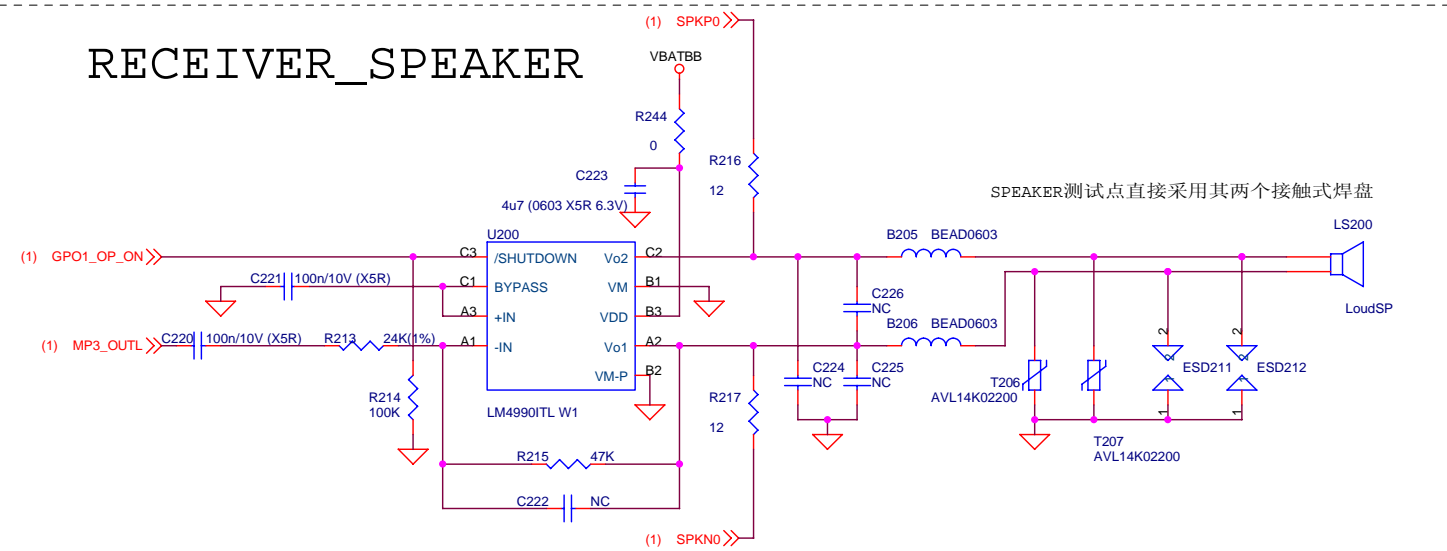 (1) SPKP0
RECEIVER_SPEAKER
VBATBB
R244
0
R216
12
C223
4u7 (0603 X5R 6.3V)
SPEAKER测试点直接采用其两个接触式焊盘
LS200
U200
B205 BEAD0603
(1) GPO1_OP_ON
C3 /SHUTDOWN Vo2 C2
C221 100n/10V (X5R)
C1 BYPASS VM B1
C226
NC
LoudSP
A3 +IN VDD B3
B206 BEAD0603
(1) MP3_OUTL
C220 100n/10V (X5R) R213 24K(1%)
A1 -IN Vo1 A2
2 2
VM-P B2
C224
NC
C225
NC
ESD211
ESD212
T206
AVL14K02200
R214
100K
LM4990ITL W1
R217
12
1 1
T207
AVL14K02200
R215 47K
C222 NC
(1) SPKN0